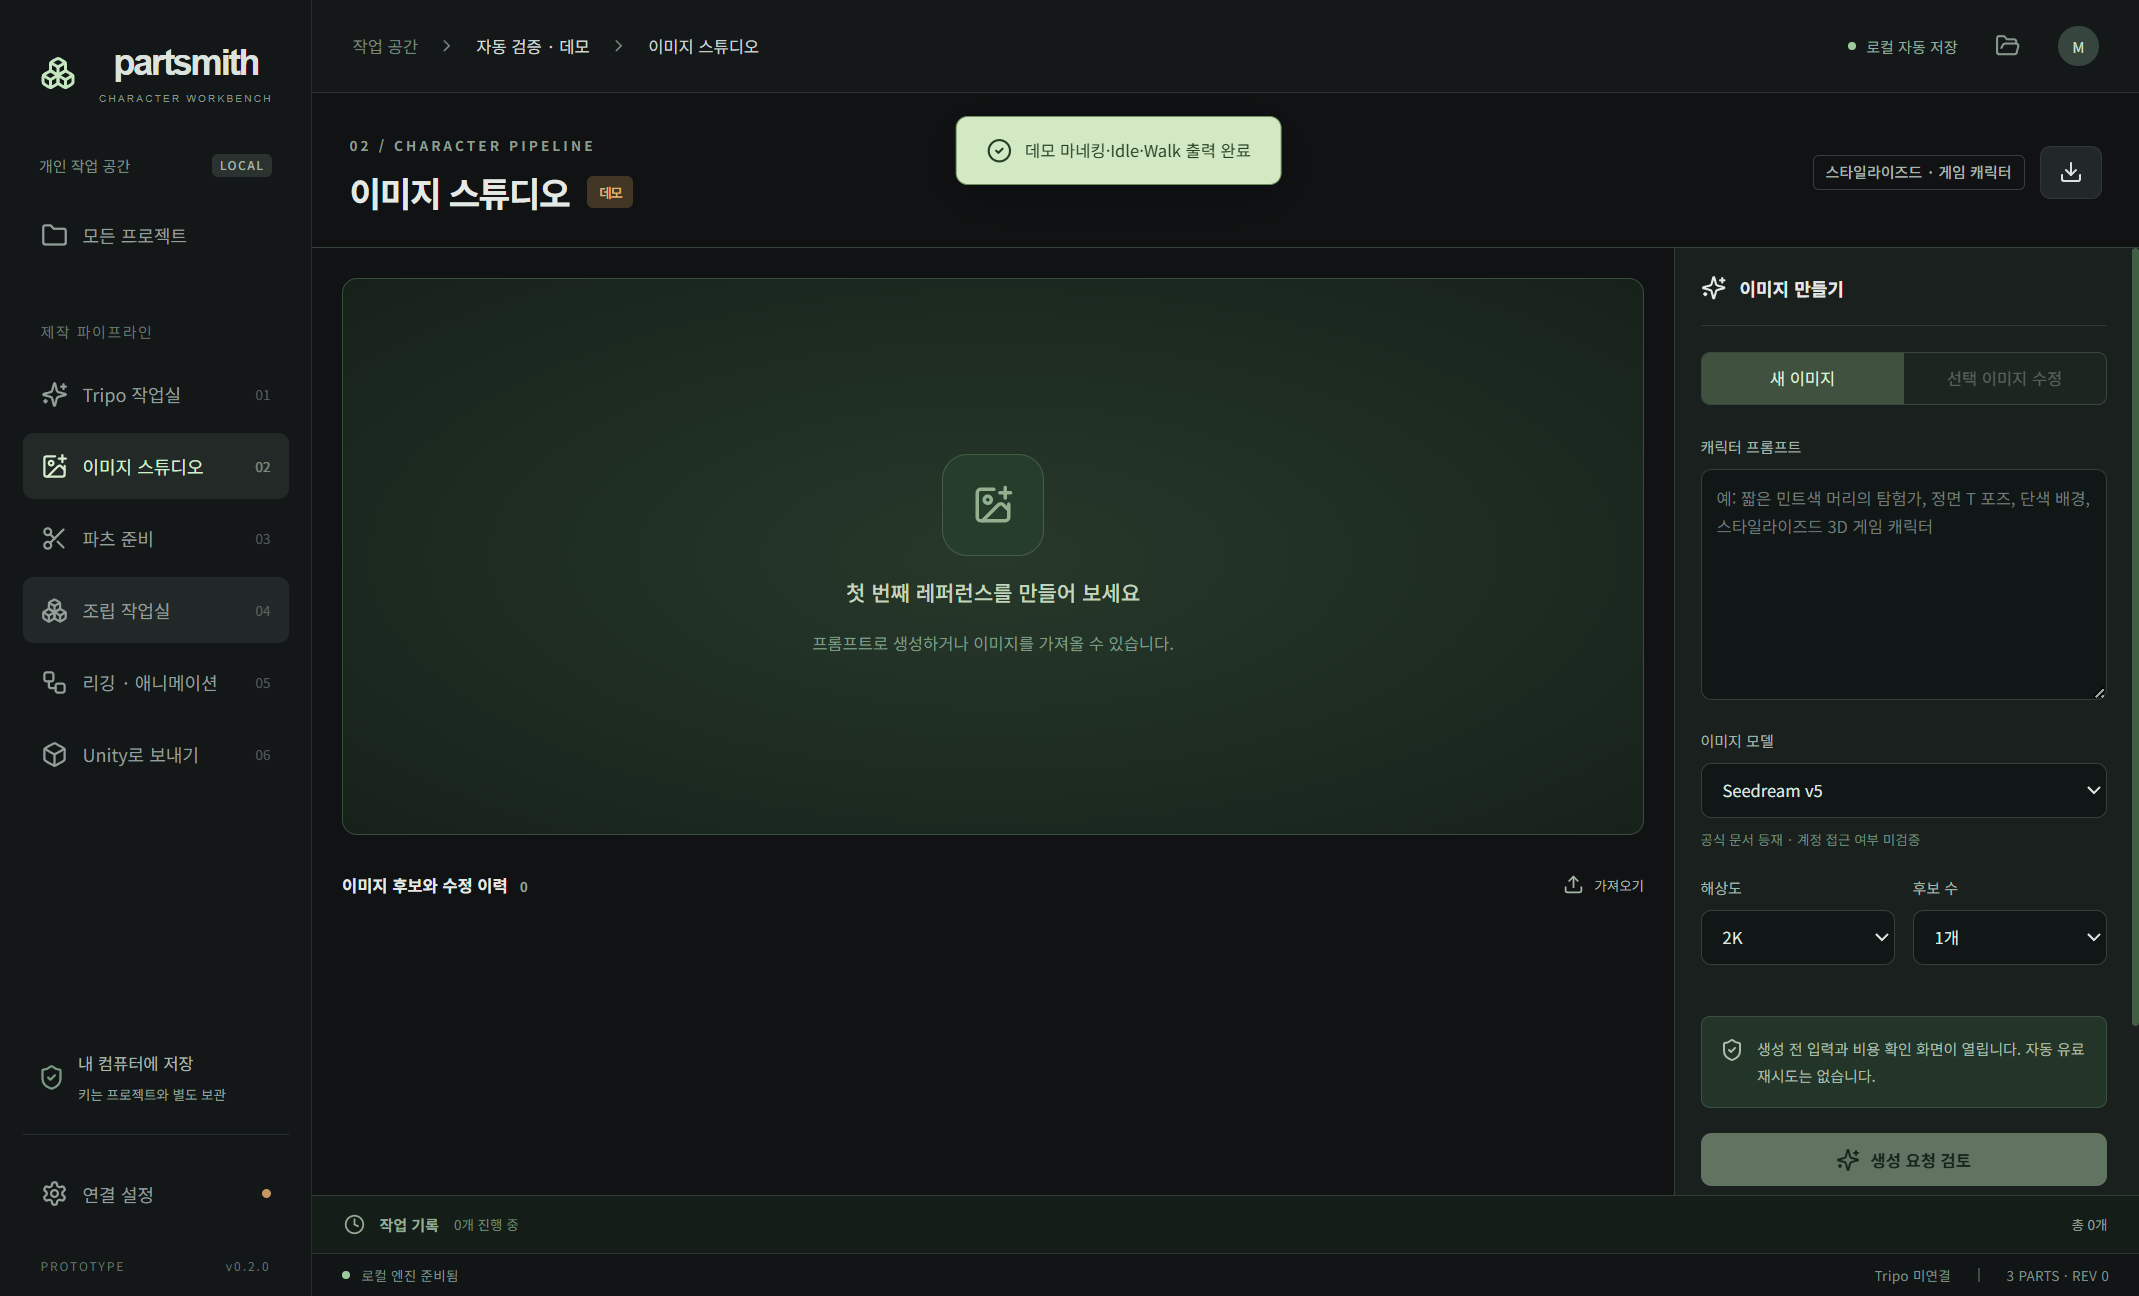 partsmith
CHARACTER WORKBENCH
개인 작업 공간
LOCAL
모든 프로젝트
제작 파이프라인
Tripo 작업실 01
이미지 스튜디오 02
파츠 준비 03
조립 작업실 04
리깅 · 애니메이션 05
Unity로 보내기 06
내 컴퓨터에 저장
키는 프로젝트와 별도 보관
연결 설정
PROTOTYPE v0.2.0
작업 공간 자동 검증 · 데모 이미지 스튜디오
로컬 자동 저장
M
02 / CHARACTER PIPELINE
이미지 스튜디오 데모
데모 마네킹·Idle·Walk 출력 완료
스타일라이즈드 · 게임 캐릭터
첫 번째 레퍼런스를 만들어 보세요
프롬프트로 생성하거나 이미지를 가져올 수 있습니다.
이미지 후보와 수정 이력 0
가져오기
이미지 만들기
새 이미지 선택 이미지 수정
캐릭터 프롬프트
예: 짧은 민트색 머리의 탐험가, 정면 T 포즈, 단색 배경,
스타일라이즈드 3D 게임 캐릭터
이미지 모델
Seedream v5
공식 문서 등재 · 계정 접근 여부 미검증
해상도 후보 수
2K 1개
생성 전 입력과 비용 확인 화면이 열립니다. 자동 유료
재시도는 없습니다.
생성 요청 검토
작업 기록 0개 진행 중
총 0개
로컬 엔진 준비됨
Tripo 미연결 | 3 PARTS · REV 0